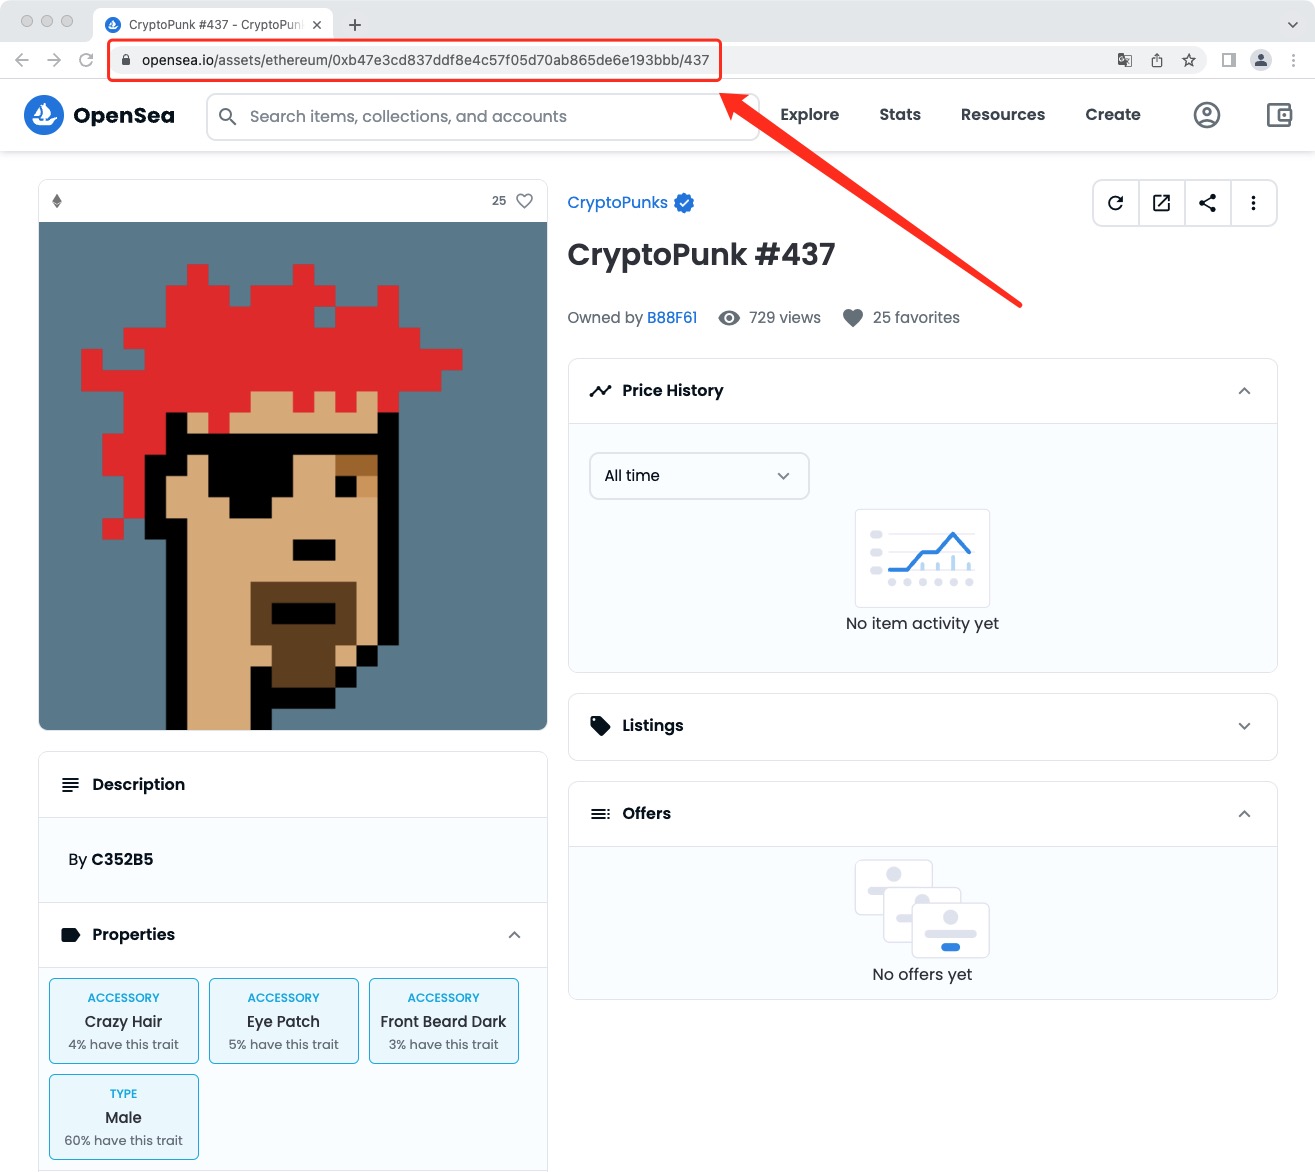 CryptoPunk #437 - CryptoPun
opensea.io/assets/ethereum/0xb47e3cd837ddf8e4c57f05d70ab865de6e193bbb/437
OpenSea
Search items, collections, and accounts
Explore
Stats
Resources
Create
25
CryptoPunks
CryptoPunk #437
Owned by B88F61
729 views
25 favorites
Price History
All time
No item activity yet
Listings
Offers
No offers yet
Description
By C352B5
Properties
ACCESSORY
Crazy Hair
4% have this trait
ACCESSORY
Eye Patch
5% have this trait
ACCESSORY
Front Beard Dark
3% have this trait
TYPE
Male
60% have this trait